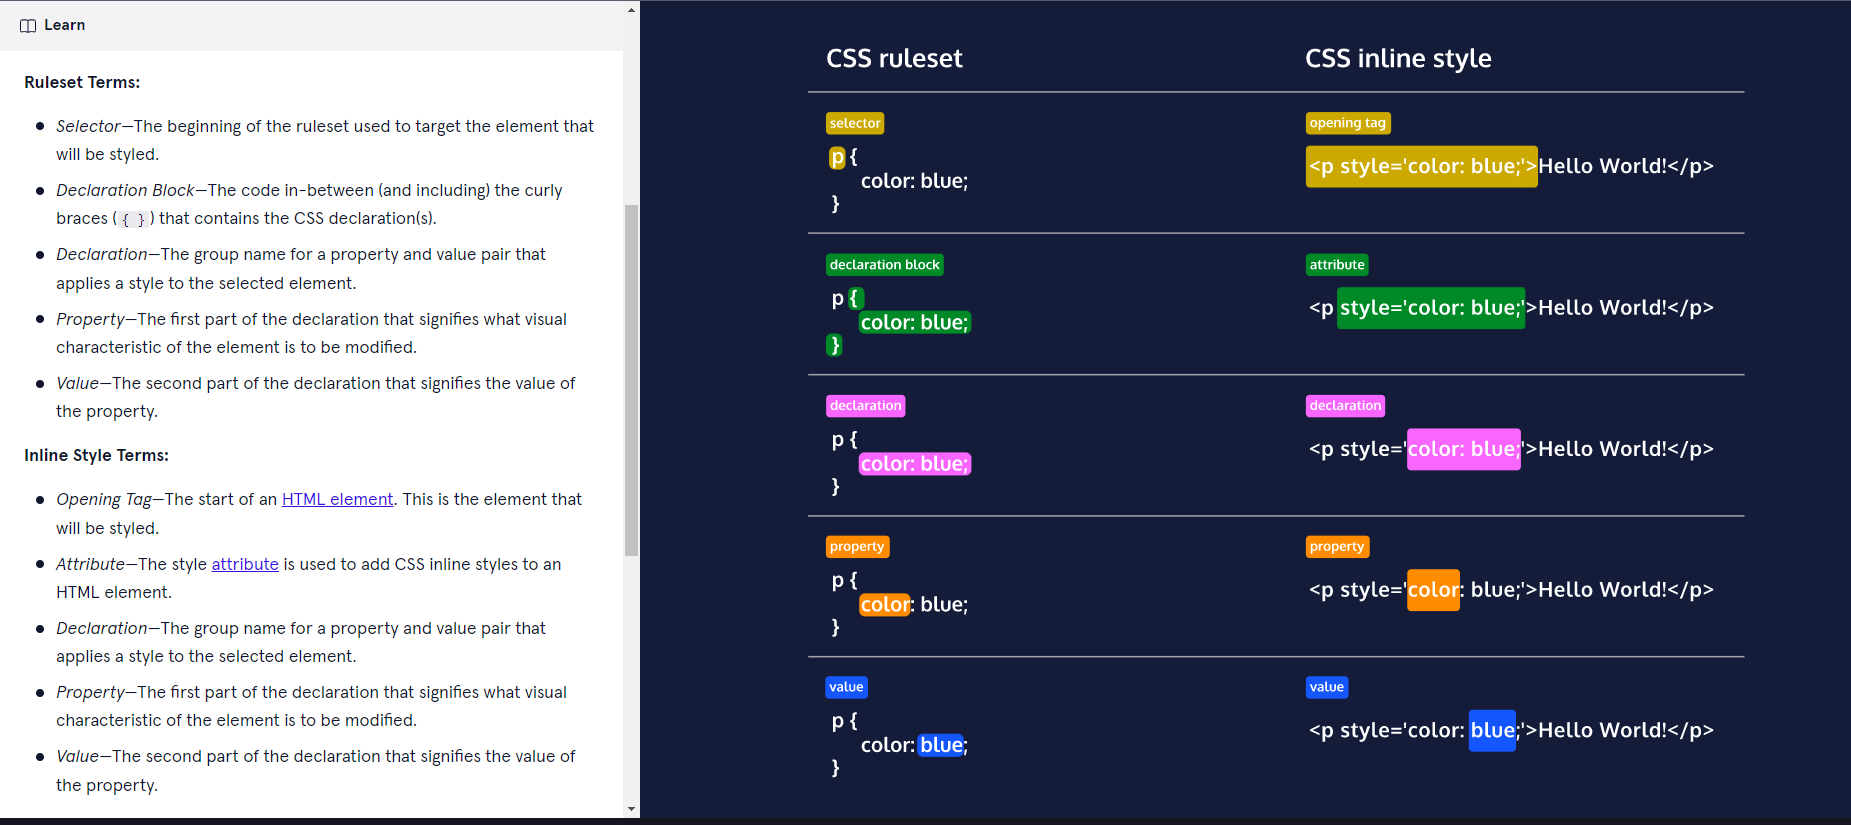 Learn
Ruleset Terms:
Selector—The beginning of the ruleset used to target the element that
will be styled.
Declaration Block—The code in-between (and including) the curly
braces ( { } ) that contains the CSS declaration(s).
Declaration—The group name for a property and value pair that
applies a style to the selected element.
Property—The first part of the declaration that signifies what visual
characteristic of the element is to be modified.
Value—The second part of the declaration that signifies the value of
the property.
Inline Style Terms:
Opening Tag—The start of an HTML element. This is the element that
will be styled.
Attribute—The style attribute is used to add CSS inline styles to an
HTML element.
Declaration—The group name for a property and value pair that
applies a style to the selected element.
Property—The first part of the declaration that signifies what visual
characteristic of the element is to be modified.
Value—The second part of the declaration that signifies the value of
the property.
CSS ruleset
CSS inline style
selector
p {
color: blue;
}
opening tag
<p style='color: blue;'>Hello World!</p>
declaration block
p {
color: blue;
}
attribute
<p style='color: blue;'>Hello World!</p>
declaration
p {
color: blue;
}
declaration
<p style='color: blue;'>Hello World!</p>
property
p {
color: blue;
}
property
<p style='color: blue;'>Hello World!</p>
value
p {
color: blue;
}
value
<p style='color: blue;'>Hello World!</p>